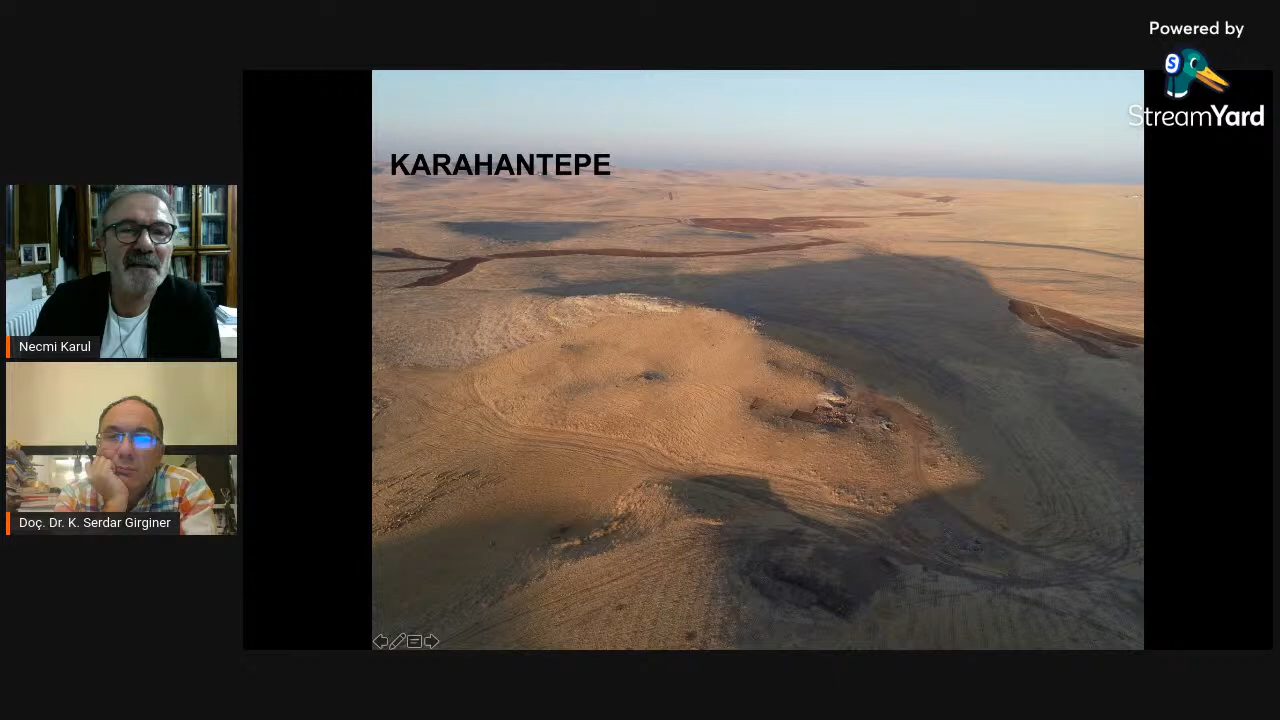 Powered by
S
StreamYard
KARAHANTEPE
Necmi Karul
Doç. Dr. K. Serdar Girginer